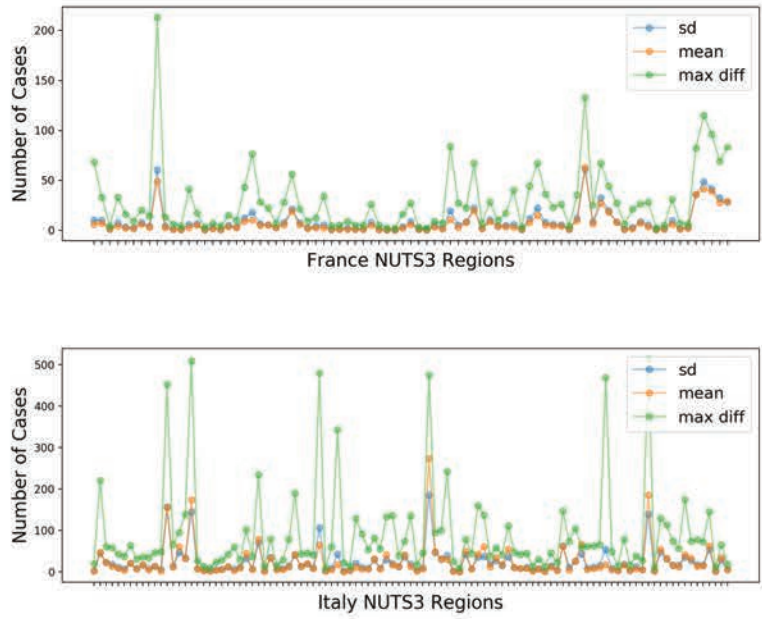 200
150
100
50
0
Number of Cases
sd
mean
max diff
France NUTS3 Regions
500
400
300
200
100
0
Number of Cases
sd
mean
max diff
Italy NUTS3 Regions